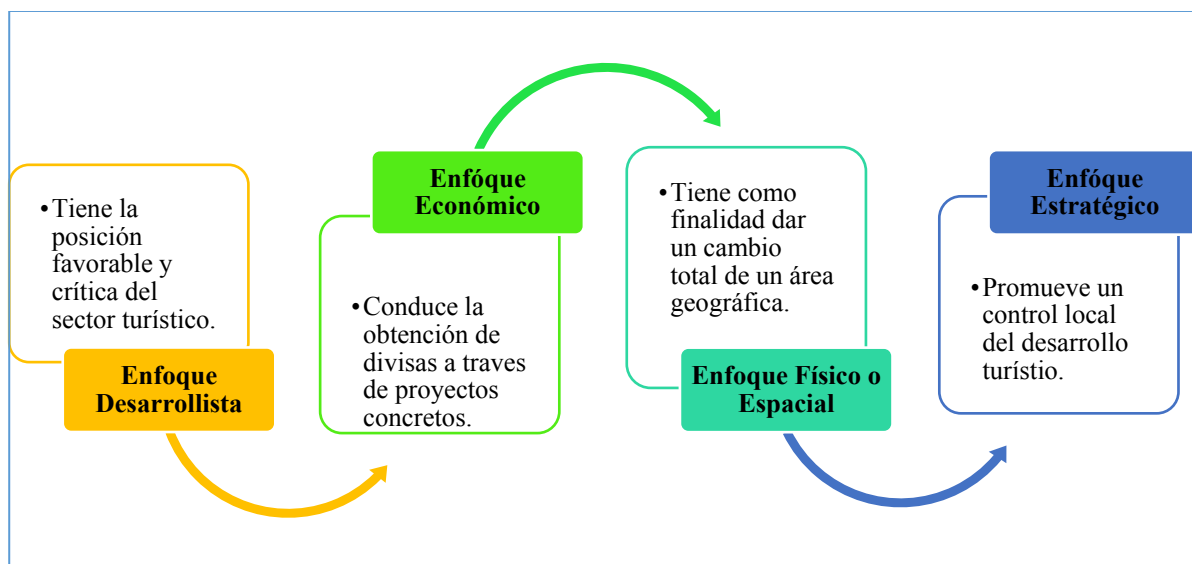 •Tiene la
posición
favorable y
crítica del
sector turístico.
Enfoque
Desarrollista
Enfóque
Económico
•Conduce la
obtención de
divisas a traves
de proyectos
concretos.
•Tiene como
finalidad dar
un cambio
total de un área
geográfica.
Enfoque Físico o
Espacial
Enfóque
Estratégico
•Promueve un
control local
del desarrollo
turístio.